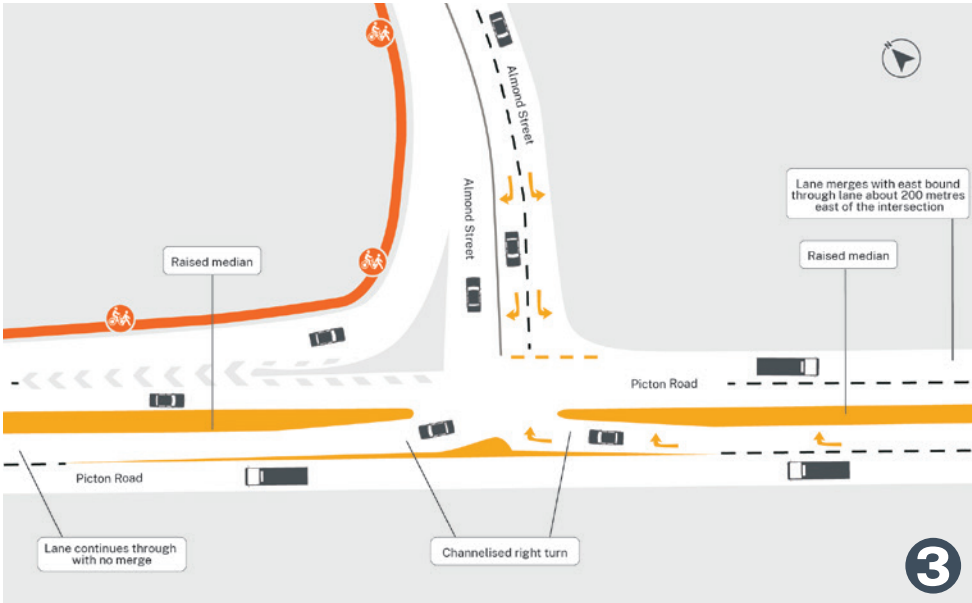 N
Almond Street
Almond Street
Lane merges with east bound
through lane about 200 metres
east of the intersection
Raised median
Raised median
Picton Road
Picton Road
Lane continues through
with no merge
Channelised right turn
3